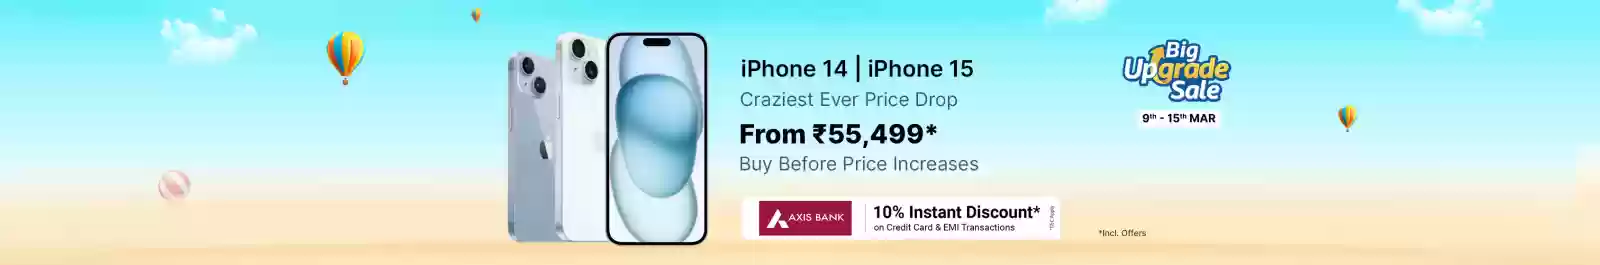 iPhone 14 | iPhone 15
Craziest Ever Price Drop
From ₹55,499*
Buy Before Price Increases
AXIS BANK
10% Instant Discount*
on Credit Card & EMI Transactions
*T&C Apply
*Incl. Offers
Big
Upgrade
Sale
9th - 15th MAR